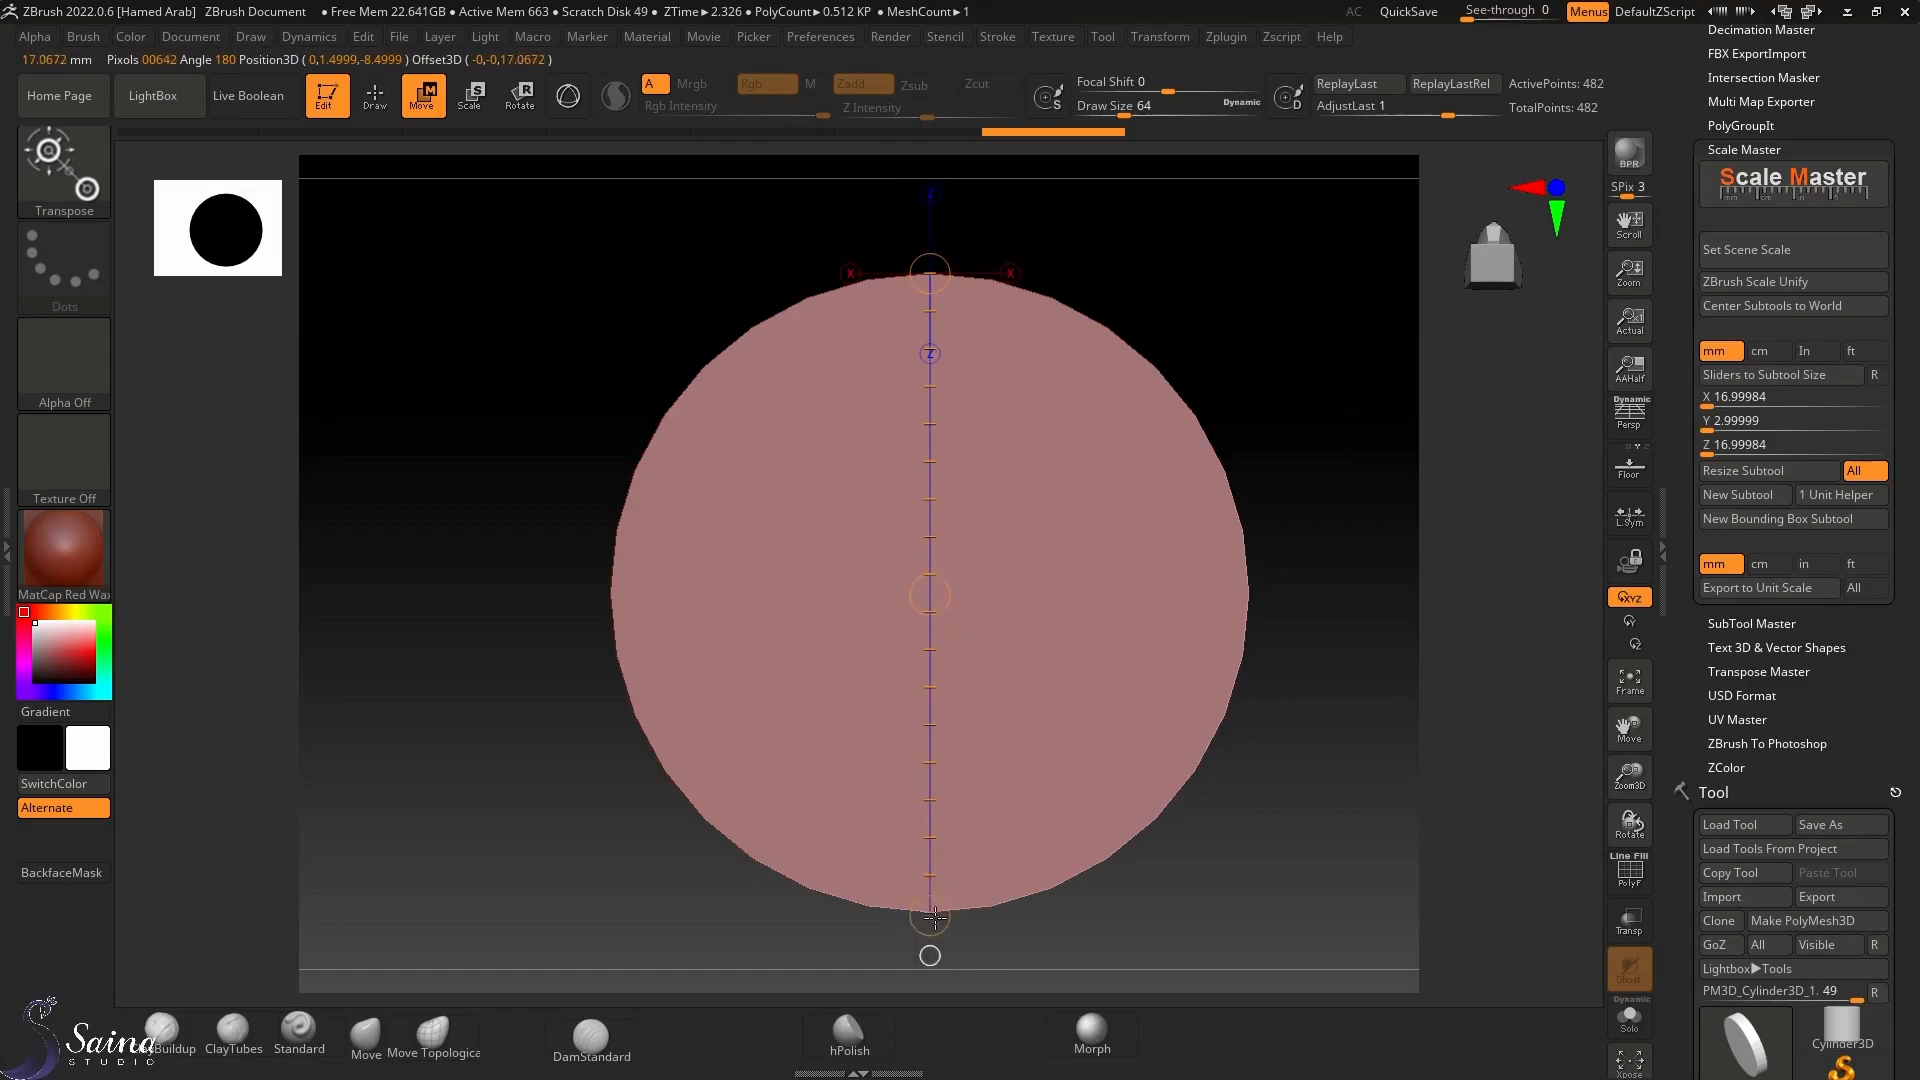 ZBrush 2022.0.6 [Hamed Arab] ZBrush Document ● Free Mem 22.641GB ● Active Mem 663 ● Scratch Disk 49 ● ZTime►2.326 ● PolyCount►0.512 KP ● MeshCount►1 AC QuickSave See-through 0 Menus DefaultZScript
Alpha Brush Color Document Draw Dynamics Edit File Layer Light Macro Marker Material Movie Picker Preferences Render Stencil Stroke Texture Tool Transform Zplugin Zscript Help
17.0672 mm Pixols 00642 Angle 180 Position3D ( 0,1.4999,-8.4999 ) Offset3D ( -0,-0,17.0672 )
Home Page LightBox Live Boolean Edit Draw Move Scale Rotate A Mrgb Rgb M Zadd Zsub Zcut
Rgb Intensity Z Intensity
S Focal Shift 0
Draw Size 64 Dynamic
D ReplayLast ReplayLastRel ActivePoints: 482
AdjustLast 1 TotalPoints: 482
Transpose
Dots
Alpha Off
Texture Off
MatCap Red Wax
Gradient
SwitchColor
Alternate
BackfaceMask
Z
X X
Z
BPR
SPix 3
Scroll
Zoom
Actual
AAHalf
Dynamic
Persp
Floor
L.Sym
XYZ
Y
Z
Frame
Move
Zoom3D
Rotate
Line Fill
PolyF
Transp
Ghost
Dynamic
Solo
Xpose
Decimation Master
FBX ExportImport
Intersection Masker
Multi Map Exporter
PolyGroupIt
Scale Master
Scale Master
mm cm in ft
Set Scene Scale
ZBrush Scale Unify
Center Subtools to World
mm cm In ft
Sliders to Subtool Size R
X 16.99984
Y 2.99999
Z 16.99984
Resize Subtool All
New Subtool 1 Unit Helper
New Bounding Box Subtool
mm cm in ft
Export to Unit Scale All
SubTool Master
Text 3D & Vector Shapes
Transpose Master
USD Format
UV Master
ZBrush To Photoshop
ZColor
Tool
Load Tool Save As
Load Tools From Project
Copy Tool Paste Tool
Import Export
Clone Make PolyMesh3D
GoZ All Visible R
Lightbox►Tools
PM3D_Cylinder3D_1. 49 R
Cylinder3D
ClayBuildup ClayTubes Standard Move Move Topologica DamStandard hPolish Morph
Saina
STUDIO